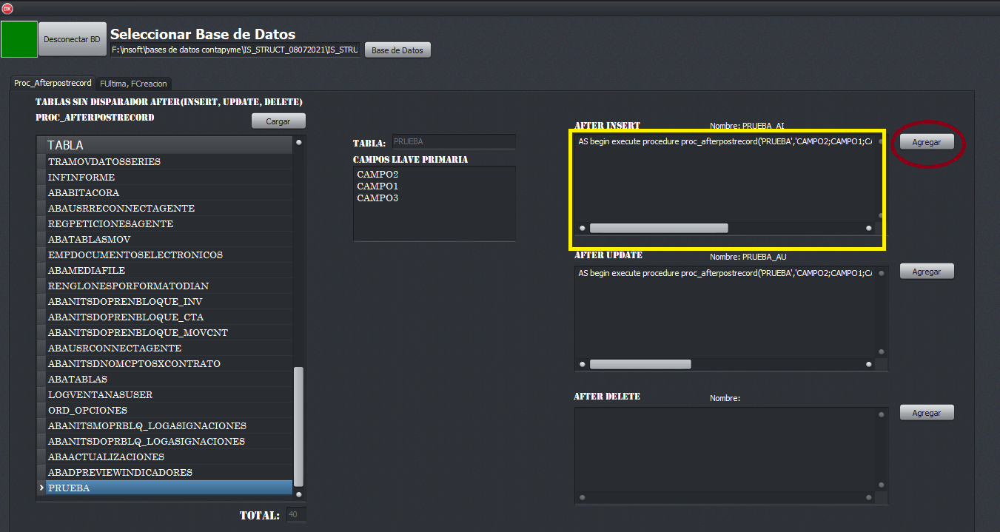 DX
Desconectar BD
Seleccionar Base de Datos
F:\insoft\bases de datos contapyme\IS_STRUCT_08072021\IS_STRU
Base de Datos
Proc_Afterpostrecord
FUltima, FCreacion
TABLAS SIN DISPARADOR AFTER(INSERT, UPDATE, DELETE)
PROC_AFTERPOSTRECORD
Cargar
TABLA
TRAMOVDATOSSERIES
INFINFORME
ABABITACORA
ABAUSRRECONNECTAGENTE
REGPETICIONESAGENTE
ABATABLASMOV
EMPDOCUMENTOSELECTRONICOS
ABAMEDIAFILE
RENGLONESPORFORMATODIAN
ABANITSDOPRENBLOQUE_INV
ABANITSDOPRENBLOQUE_CTA
ABANITSDOPRENBLOQUE_MOVCNT
ABAUSRCONNECTAGENTE
ABANITSDNOMCPTOSXCONTRATO
ABATABLAS
LOGVENTANASUSER
ORD_OPCIONES
ABANITSMOPRBLQ_LOGASIGNACIONES
ABANITSDOPRBLQ_LOGASIGNACIONES
ABAACTUALIZACIONES
ABADPREVIEWINDICADORES
PRUEBA
TOTAL: 40
TABLA: PRUEBA
CAMPOS LLAVE PRIMARIA
CAMPO2
CAMPO1
CAMPO3
AFTER INSERT
Nombre: PRUEBA_AI
AS begin execute procedure proc_afterpostrecord('PRUEBA','CAMPO2;CAMPO1;CA
Agregar
AFTER UPDATE
Nombre: PRUEBA_AU
AS begin execute procedure proc_afterpostrecord('PRUEBA','CAMPO2;CAMPO1;CA
Agregar
AFTER DELETE
Nombre:
Agregar